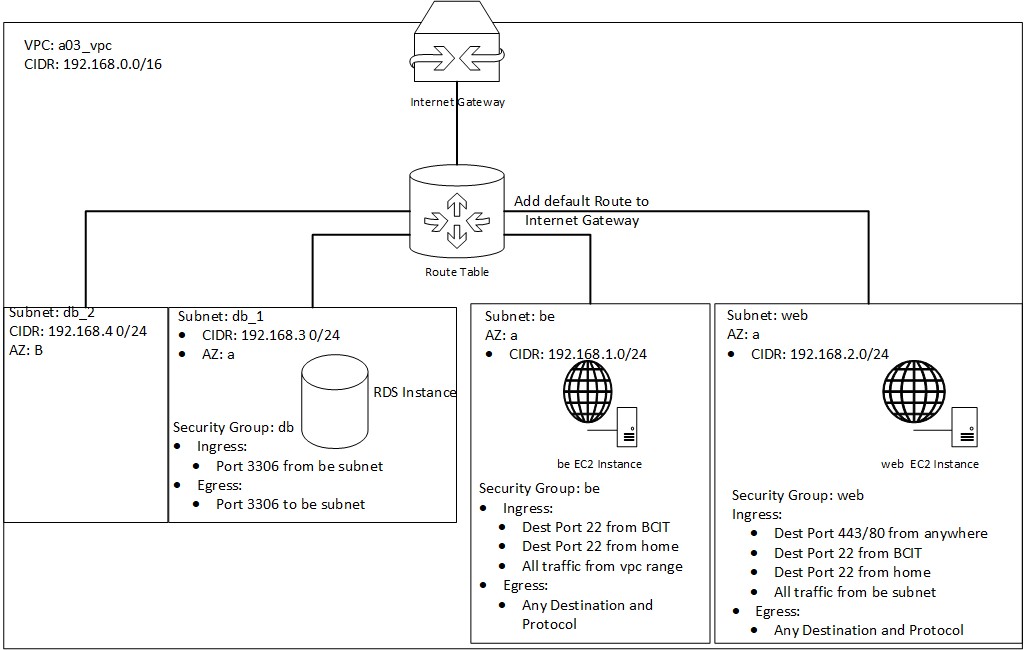 VPC: a03_vpc
CIDR: 192.168.0.0/16
Internet Gateway
Add default Route to
Internet Gateway
Route Table
Subnet: db_2
CIDR: 192.168.4 0/24
AZ: B
Subnet: db_1
• CIDR: 192.168.3 0/24
• AZ: a
RDS Instance
Security Group: db
• Ingress:
• Port 3306 from be subnet
• Egress:
• Port 3306 to be subnet
Subnet: be
AZ: a
• CIDR: 192.168.1.0/24
be EC2 Instance
Security Group: be
• Ingress:
• Dest Port 22 from BCIT
• Dest Port 22 from home
• All traffic from vpc range
• Egress:
• Any Destination and
Protocol
Subnet: web
AZ: a
• CIDR: 192.168.2.0/24
web EC2 Instance
Security Group: web
Ingress:
• Dest Port 443/80 from anywhere
• Dest Port 22 from BCIT
• Dest Port 22 from home
• All traffic from be subnet
• Egress:
• Any Destination and Protocol